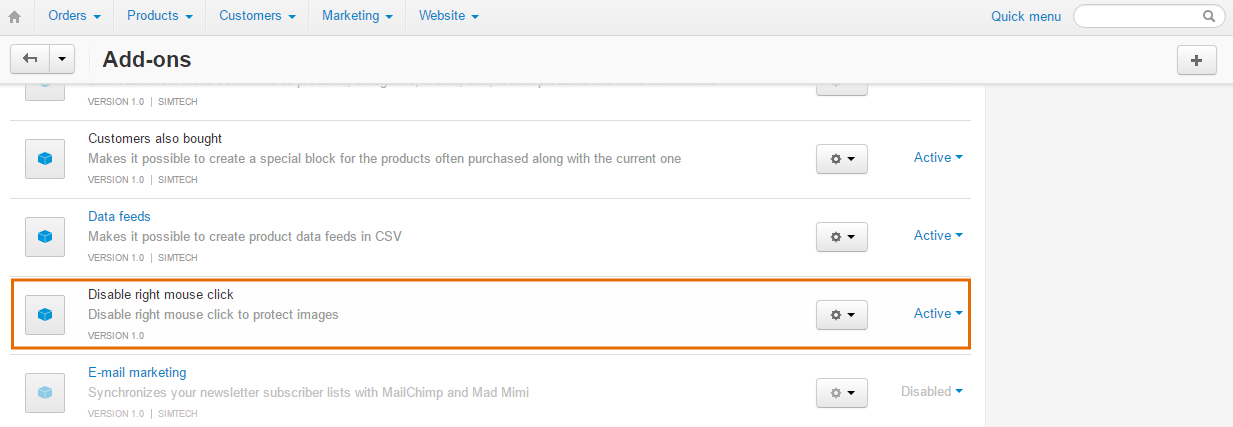 Orders Products Customers Marketing Website Quick menu
Add-ons
VERSION 1.0 | SIMTECH
Customers also bought
Makes it possible to create a special block for the products often purchased along with the current one
Active
VERSION 1.0 | SIMTECH
Data feeds
Makes it possible to create product data feeds in CSV
Active
VERSION 1.0 | SIMTECH
Disable right mouse click
Disable right mouse click to protect images
Active
VERSION 1.0
E-mail marketing
Synchronizes your newsletter subscriber lists with MailChimp and Mad Mimi
Disabled
VERSION 1.0 | SIMTECH